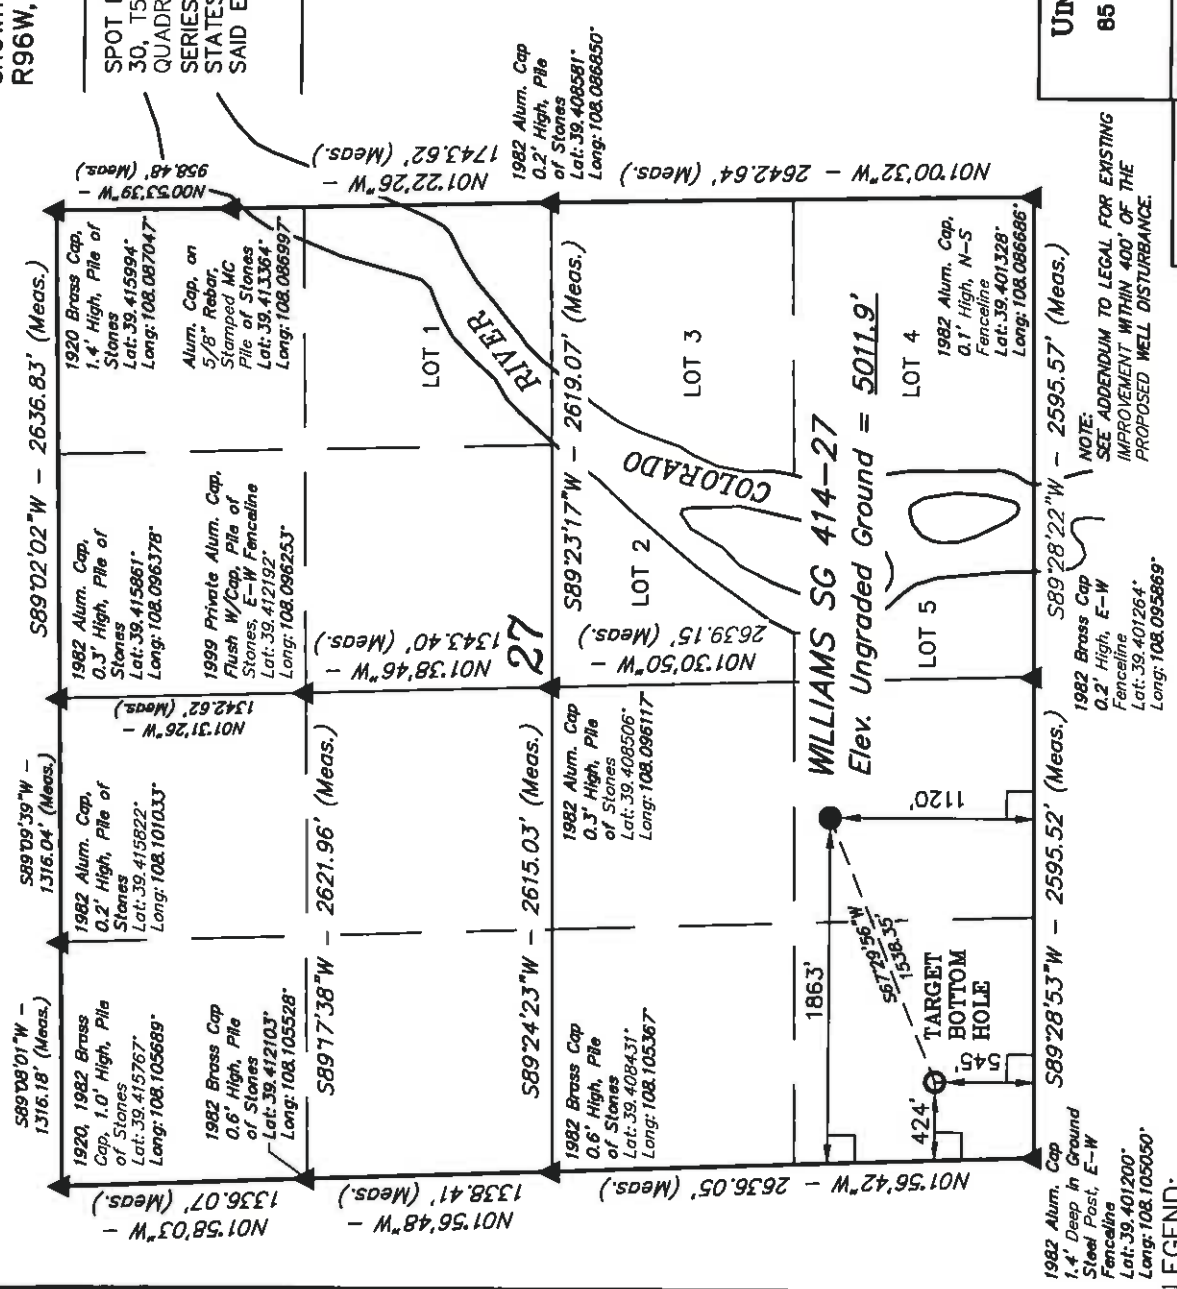 R96W,
SPOT
30, T5
QUADR
SERIES
STATES
SAID E
UIN
85
S89°08'01"W –
1316.18' (Meas.)
S89°09'39"W –
1316.04' (Meas.)
S89°02'02"W – 2636.83' (Meas.)
1920, 1982 Brass
Cap, 1.0' High, Pile
of Stones
Lat: 39.415767°
Long: 108.105689°
1982 Alum. Cap,
0.2' High, Pile of
Stones
Lat: 39.415822°
Long: 108.101033°
1982 Alum. Cap,
0.3' High, Pile of
Stones
Lat: 39.415861°
Long: 108.096378°
1920 Brass Cap,
1.4' High, Pile of
Stones
Lat: 39.415994°
Long: 108.087047°
N01°58'03"W –
1336.07' (Meas.)
N01°31'26"W –
1342.62' (Meas.)
N00°53'39"W –
958.48' (Meas.)
1982 Brass Cap
0.6' High, Pile
of Stones
Lat: 39.412103°
Long: 108.105528°
1999 Private Alum. Cap,
Flush W/Cap, Pile of
Stones, E–W Fenceline
Lat: 39.412192°
Long: 108.096253°
Alum. Cap, on
5/8" Rebar,
Stamped MC
Pile of Stones
Lat: 39.413364°
Long: 108.086997°
S89°17'38"W – 2621.96' (Meas.)
N01°56'48"W –
1338.41' (Meas.)
N01°38'46"W –
1343.40' (Meas.)
N01°22'26"W –
1743.62' (Meas.)
LOT 1
RIVER
27
S89°24'23"W – 2615.03' (Meas.)
S89°23'17"W – 2619.07' (Meas.)
1982 Alum. Cap
0.2' High, Pile
of Stones
Lat: 39.408581°
Long: 108.086850°
1982 Brass Cap
0.6' High, Pile
of Stones
Lat: 39.408431°
Long: 108.105367°
1982 Alum. Cap
0.3' High, Pile
of Stones
Lat: 39.408506°
Long: 108.096117°
N01°30'50"W –
2639.15' (Meas.)
LOT 2
COLORADO
LOT 3
N01°56'42"W – 2636.05' (Meas.)
N01°00'32"W – 2642.64' (Meas.)
WILLIAMS SG 414–27
Elev. Ungraded Ground = 5011.9'
1863'
1120'
S67°29'56"W
1538.35'
TARGET
BOTTOM
HOLE
424'
545'
LOT 5
LOT 4
1982 Alum. Cap,
0.1' High, N–S
Fenceline
Lat: 39.401328°
Long: 108.086686°
S89°28'53"W – 2595.52' (Meas.)
S89°28'22"W – 2595.57' (Meas.)
1982 Alum. Cap
1.4' Deep In Ground
Steel Post, E–W
Fenceline
Lat: 39.401200°
Long: 108.105050°
1982 Brass Cap
0.2' High, E–W
Fenceline
Lat: 39.401264°
Long: 108.095869°
NOTE:
SEE ADDENDUM TO LEGAL FOR EXISTING
IMPROVEMENT WITHIN 400' OF THE
PROPOSED WELL DISTURBANCE.
LEGEND: